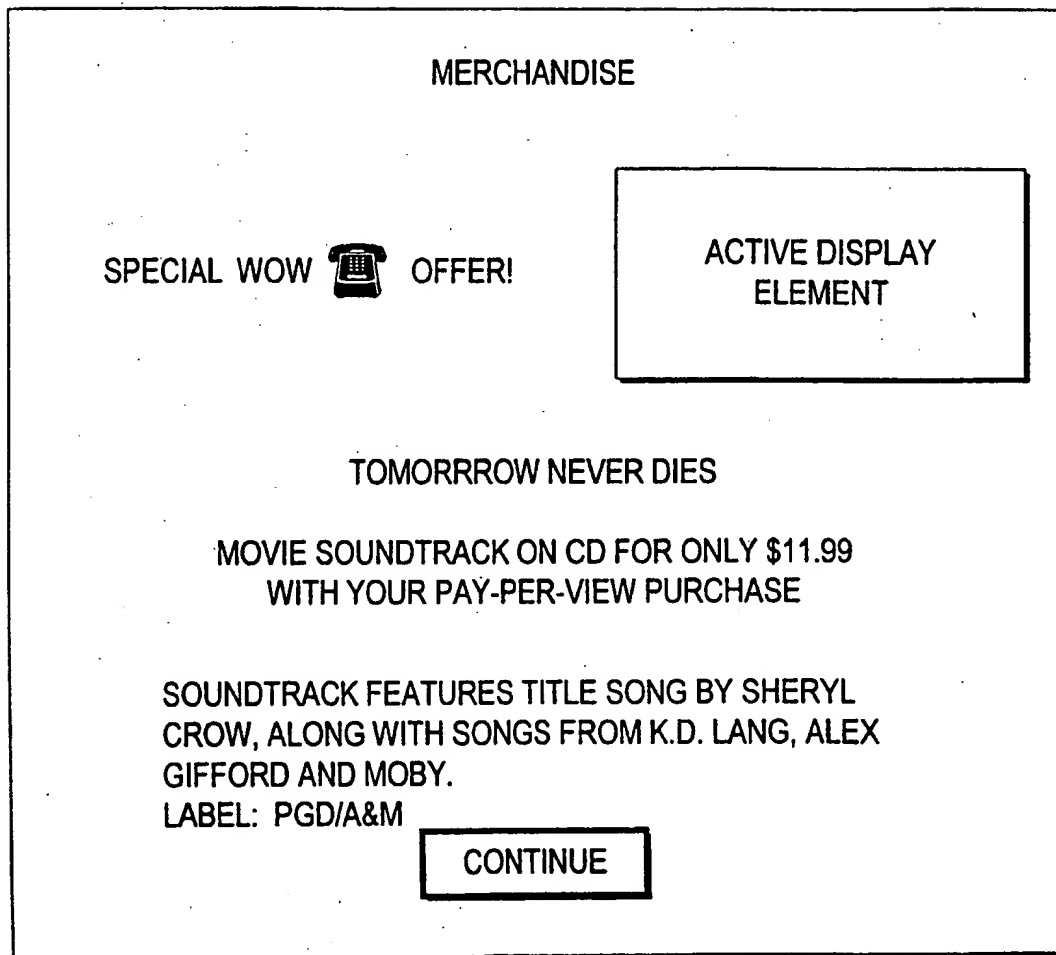 MERCHANDISE
SPECIAL WOW OFFER!
ACTIVE DISPLAY
ELEMENT
TOMORRROW NEVER DIES
MOVIE SOUNDTRACK ON CD FOR ONLY $11.99
WITH YOUR PAY-PER-VIEW PURCHASE
SOUNDTRACK FEATURES TITLE SONG BY SHERYL
CROW, ALONG WITH SONGS FROM K.D. LANG, ALEX
GIFFORD AND MOBY.
LABEL: PGD/A&M
CONTINUE